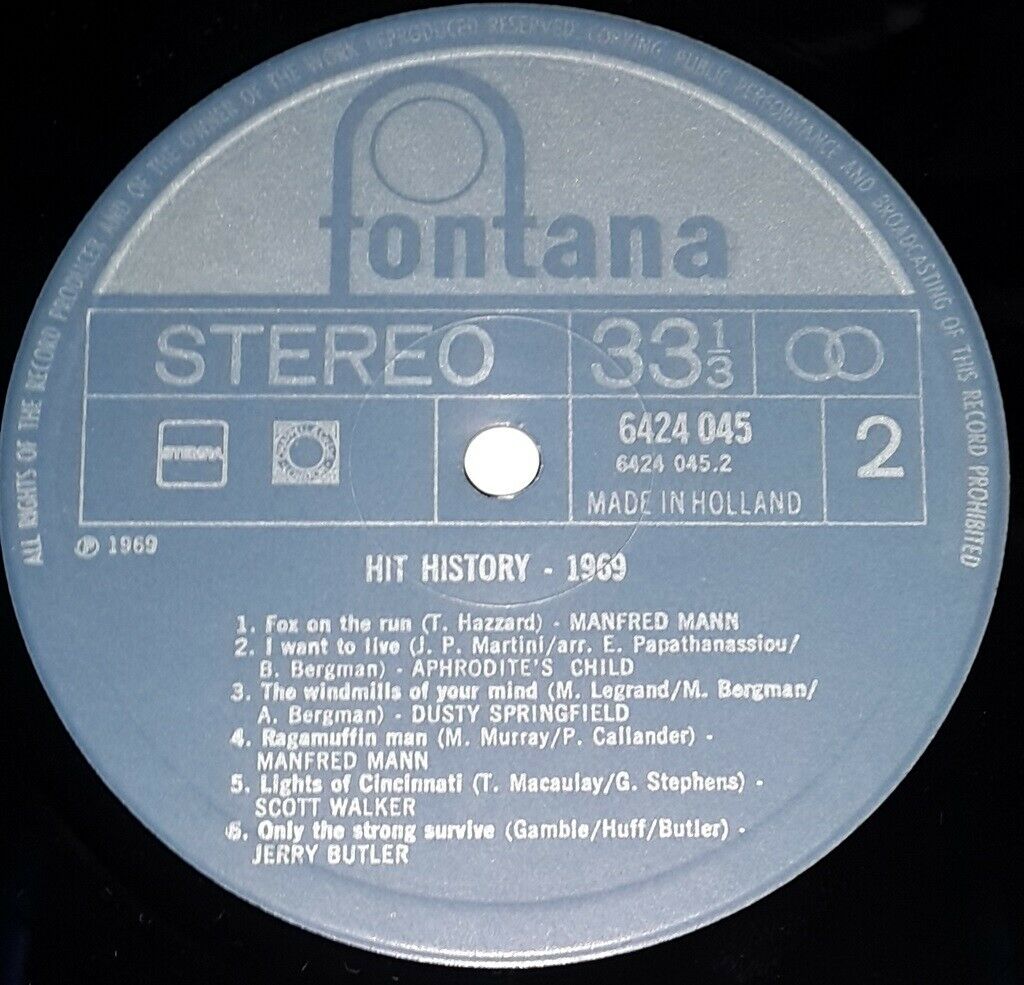 ALL RIGHTS OF THE RECORD PRODUCER AND OF THE OWNER OF THE WORK REPRODUCED RESERVED COPYING PUBLIC PERFORMANCE AND BROADCASTING OF THIS RECORD PROHIBITED
fontana
STEREO 33 1/3
STEMRA 6424 045 2
6424 045.2
MADE IN HOLLAND
℗ 1969
HIT HISTORY - 1969
1. Fox on the run (T. Hazzard) - MANFRED MANN
2. I want to live (J. P. Martini/arr. E. Papathanassiou/
B. Bergman) - APHRODITE'S CHILD
3. The windmills of your mind (M. Legrand/M. Bergman/
A. Bergman) - DUSTY SPRINGFIELD
4. Ragamuffin man (M. Murray/P. Callander) -
MANFRED MANN
5. Lights of Cincinnati (T. Macaulay/G. Stephens) -
SCOTT WALKER
6. Only the strong survive (Gamble/Huff/Butler) -
JERRY BUTLER